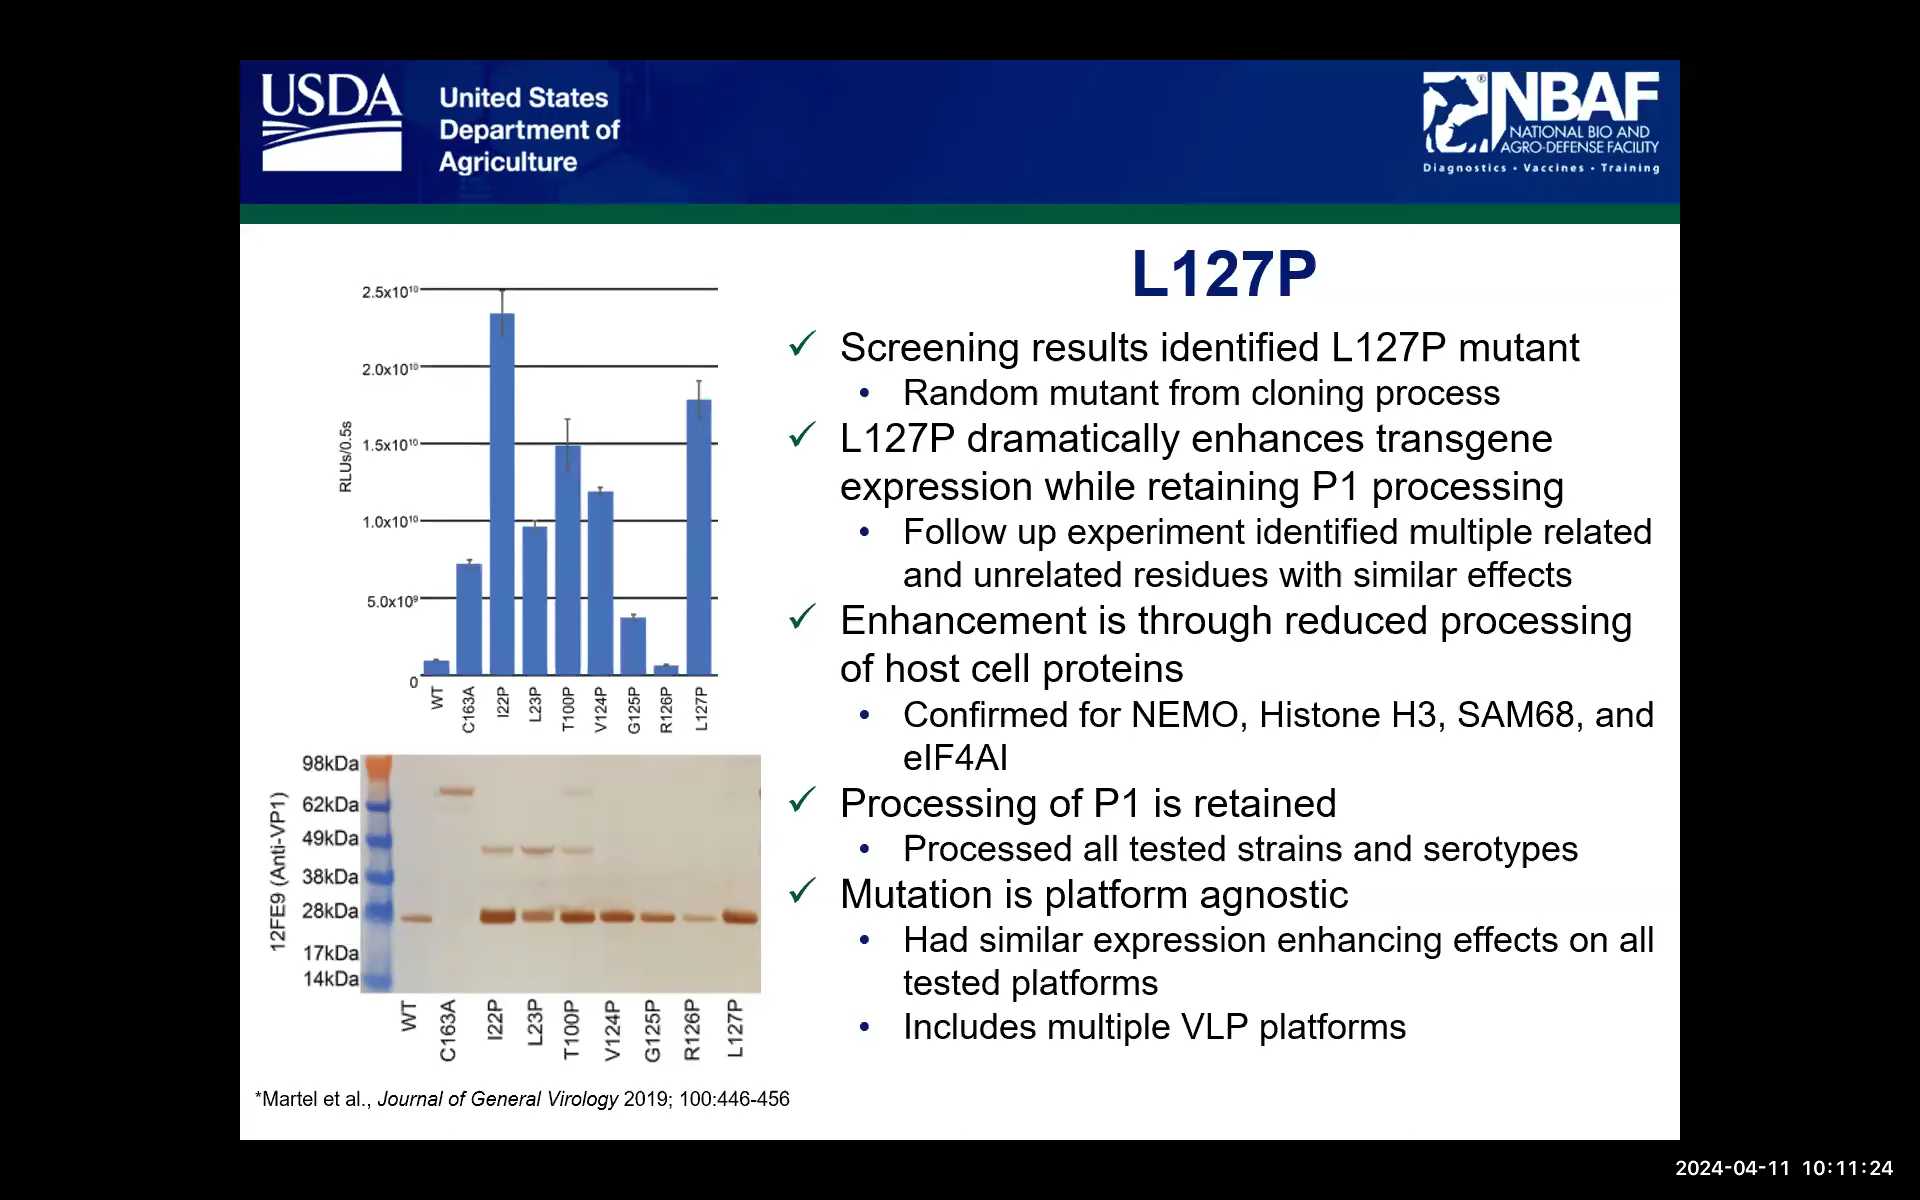 USDA
United States
Department of
Agriculture
®
NBAF
NATIONAL BIO AND
AGRO-DEFENSE FACILITY
Diagnostics • Vaccines • Training
L127P
✓ Screening results identified L127P mutant
• Random mutant from cloning process
✓ L127P dramatically enhances transgene
expression while retaining P1 processing
• Follow up experiment identified multiple related
and unrelated residues with similar effects
✓ Enhancement is through reduced processing
of host cell proteins
• Confirmed for NEMO, Histone H3, SAM68, and
eIF4AI
✓ Processing of P1 is retained
• Processed all tested strains and serotypes
✓ Mutation is platform agnostic
• Had similar expression enhancing effects on all
tested platforms
• Includes multiple VLP platforms
RLUs/0.5s
2.5x10¹⁰
2.0x10¹⁰
1.5x10¹⁰
1.0x10¹⁰
5.0x10⁹
0
WT C163A I22P L23P T100P V124P G125P R126P L127P
12FE9 (Anti-VP1)
98kDa
62kDa
49kDa
38kDa
28kDa
17kDa
14kDa
WT C163A I22P L23P T100P V124P G125P R126P L127P
*Martel et al., Journal of General Virology 2019; 100:446-456
2024-04-11 10:11:24